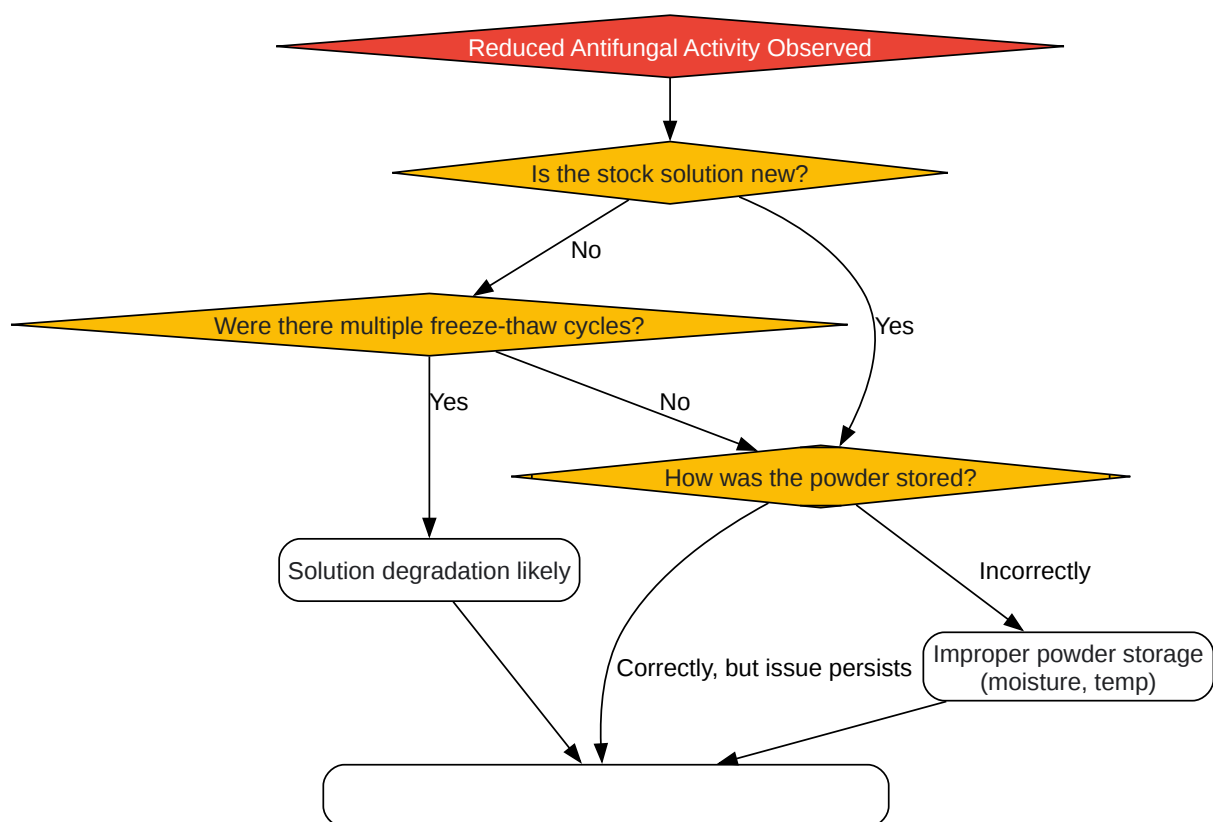 Reduced Antifungal Activity Observed
Is the stock solution new?
No
Were there multiple freeze-thaw cycles?
Yes
Yes
No
How was the powder stored?
Solution degradation likely
Incorrectly
Correctly, but issue persists
Improper powder storage
(moisture, temp)